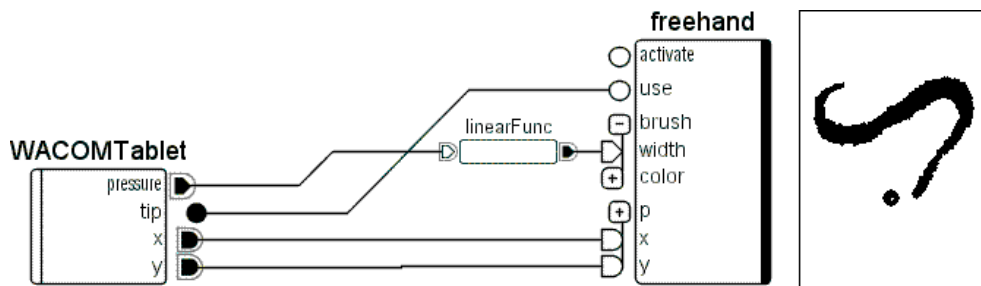 freehand
activate
use
linearFunc
brush
WACOMTablet
width
pressure
color
tip
p
x
x
y
y